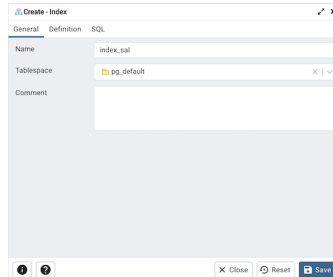 Create - Index
General Definition SQL
Name index_sal
Tablespace pg_default
Comment
Close Reset Save